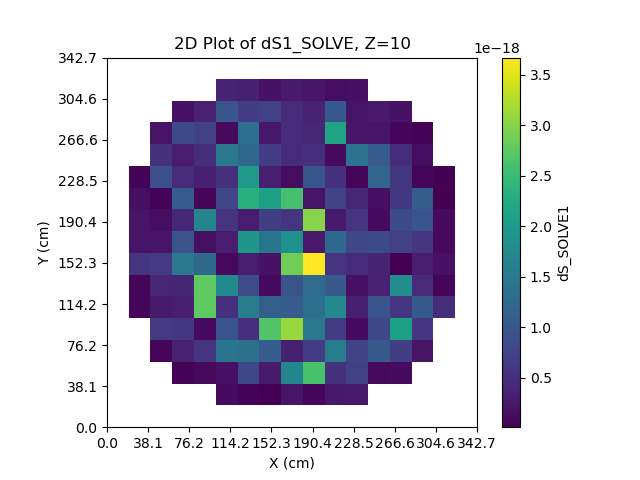 2D Plot of dS1_SOLVE, Z=10
1e−18
342.7
304.6
266.6
228.5
190.4
152.3
114.2
76.2
38.1
0.0
Y (cm)
0.0 38.1 76.2 114.2 152.3 190.4 228.5 266.6 304.6 342.7
X (cm)
3.5
3.0
2.5
2.0
1.5
1.0
0.5
dS_SOLVE1